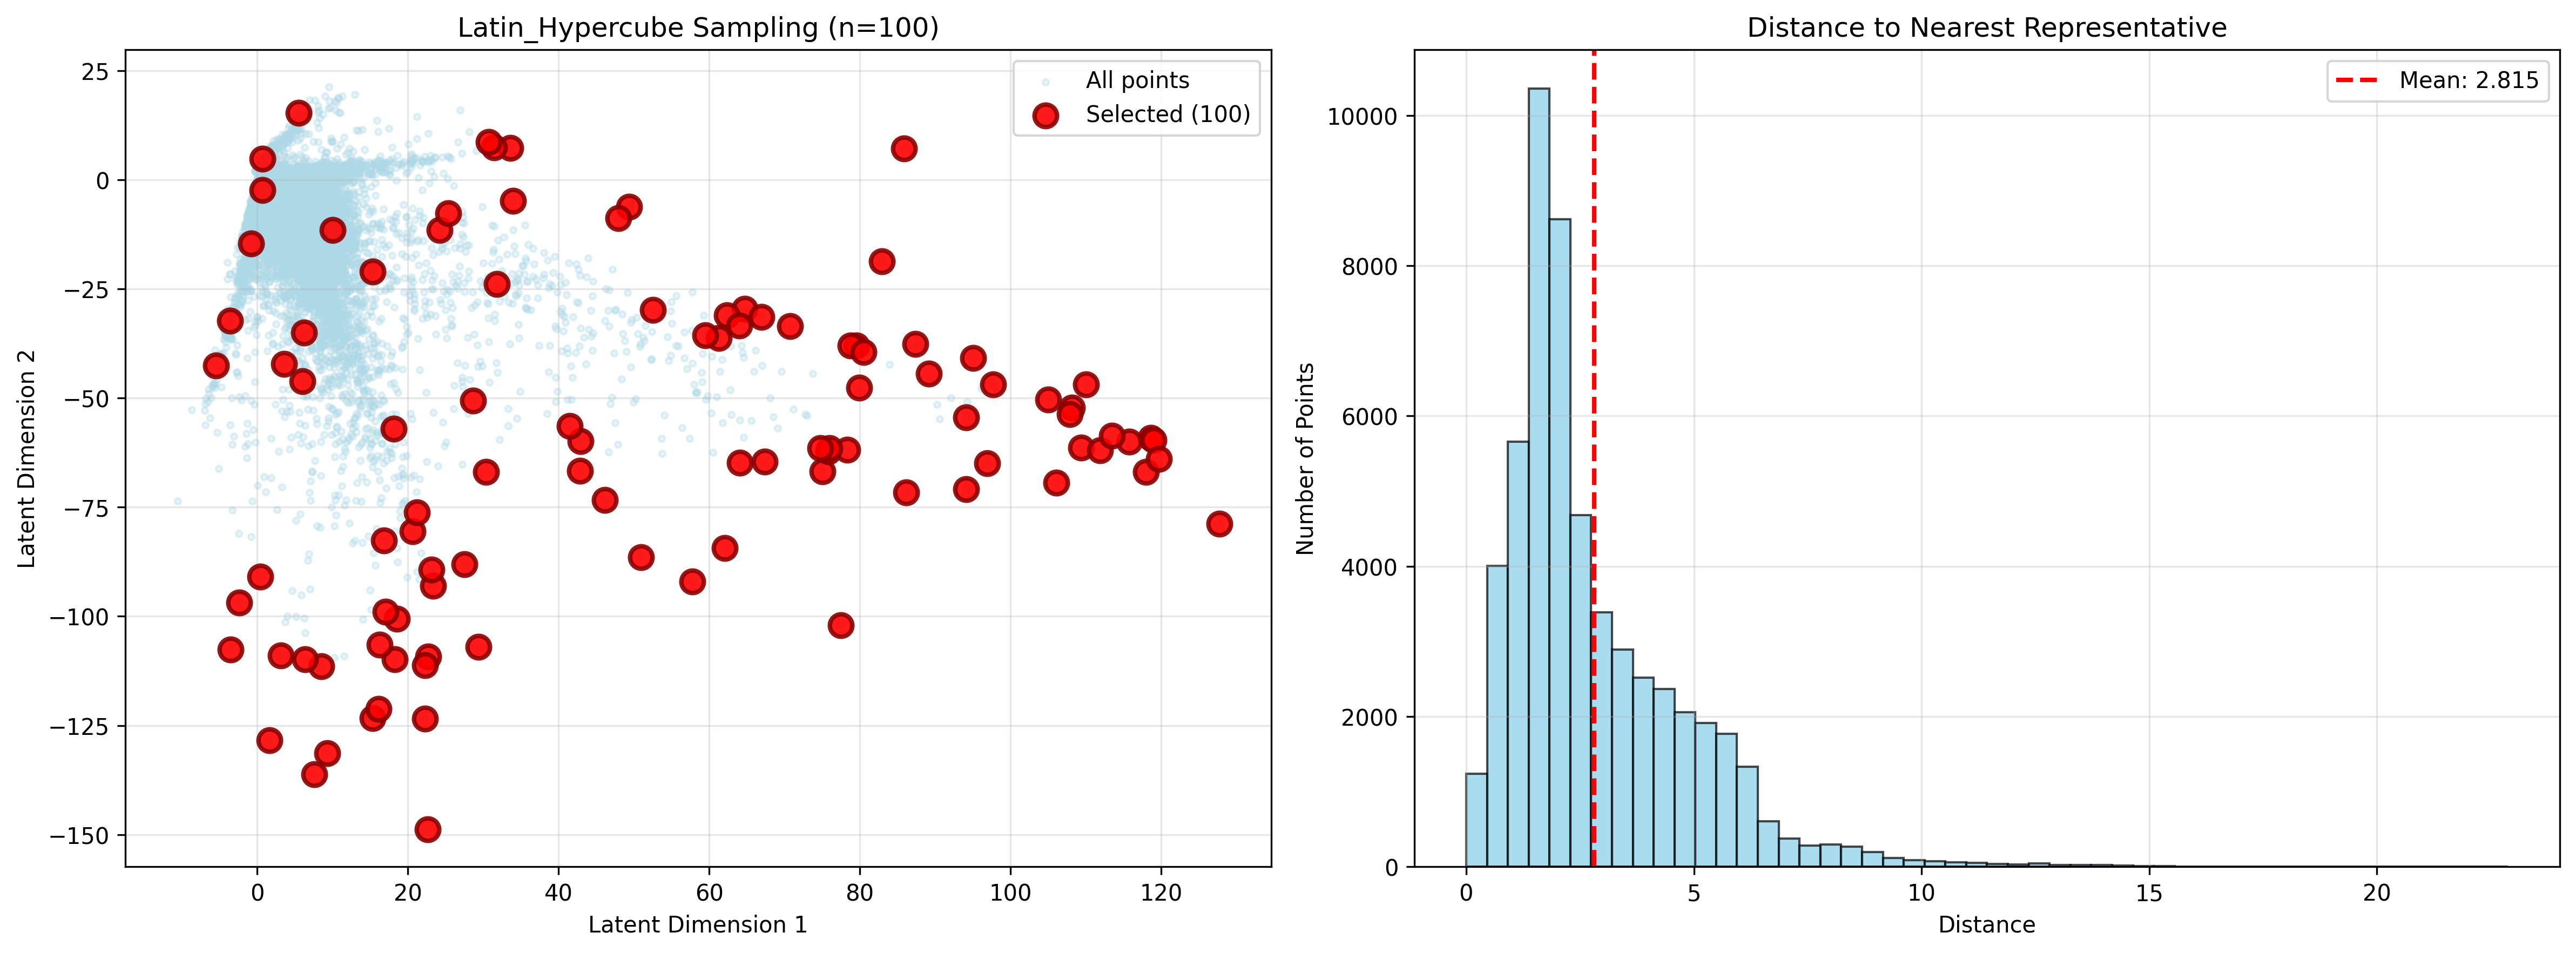 Latin_Hypercube Sampling (n=100)
All points
Selected (100)
25
0
−25
−50
−75
−100
−125
−150
Latent Dimension 2
0
20
40
60
80
100
120
Latent Dimension 1
Distance to Nearest Representative
Mean: 2.815
10000
8000
6000
4000
2000
0
Number of Points
0
5
10
15
20
Distance